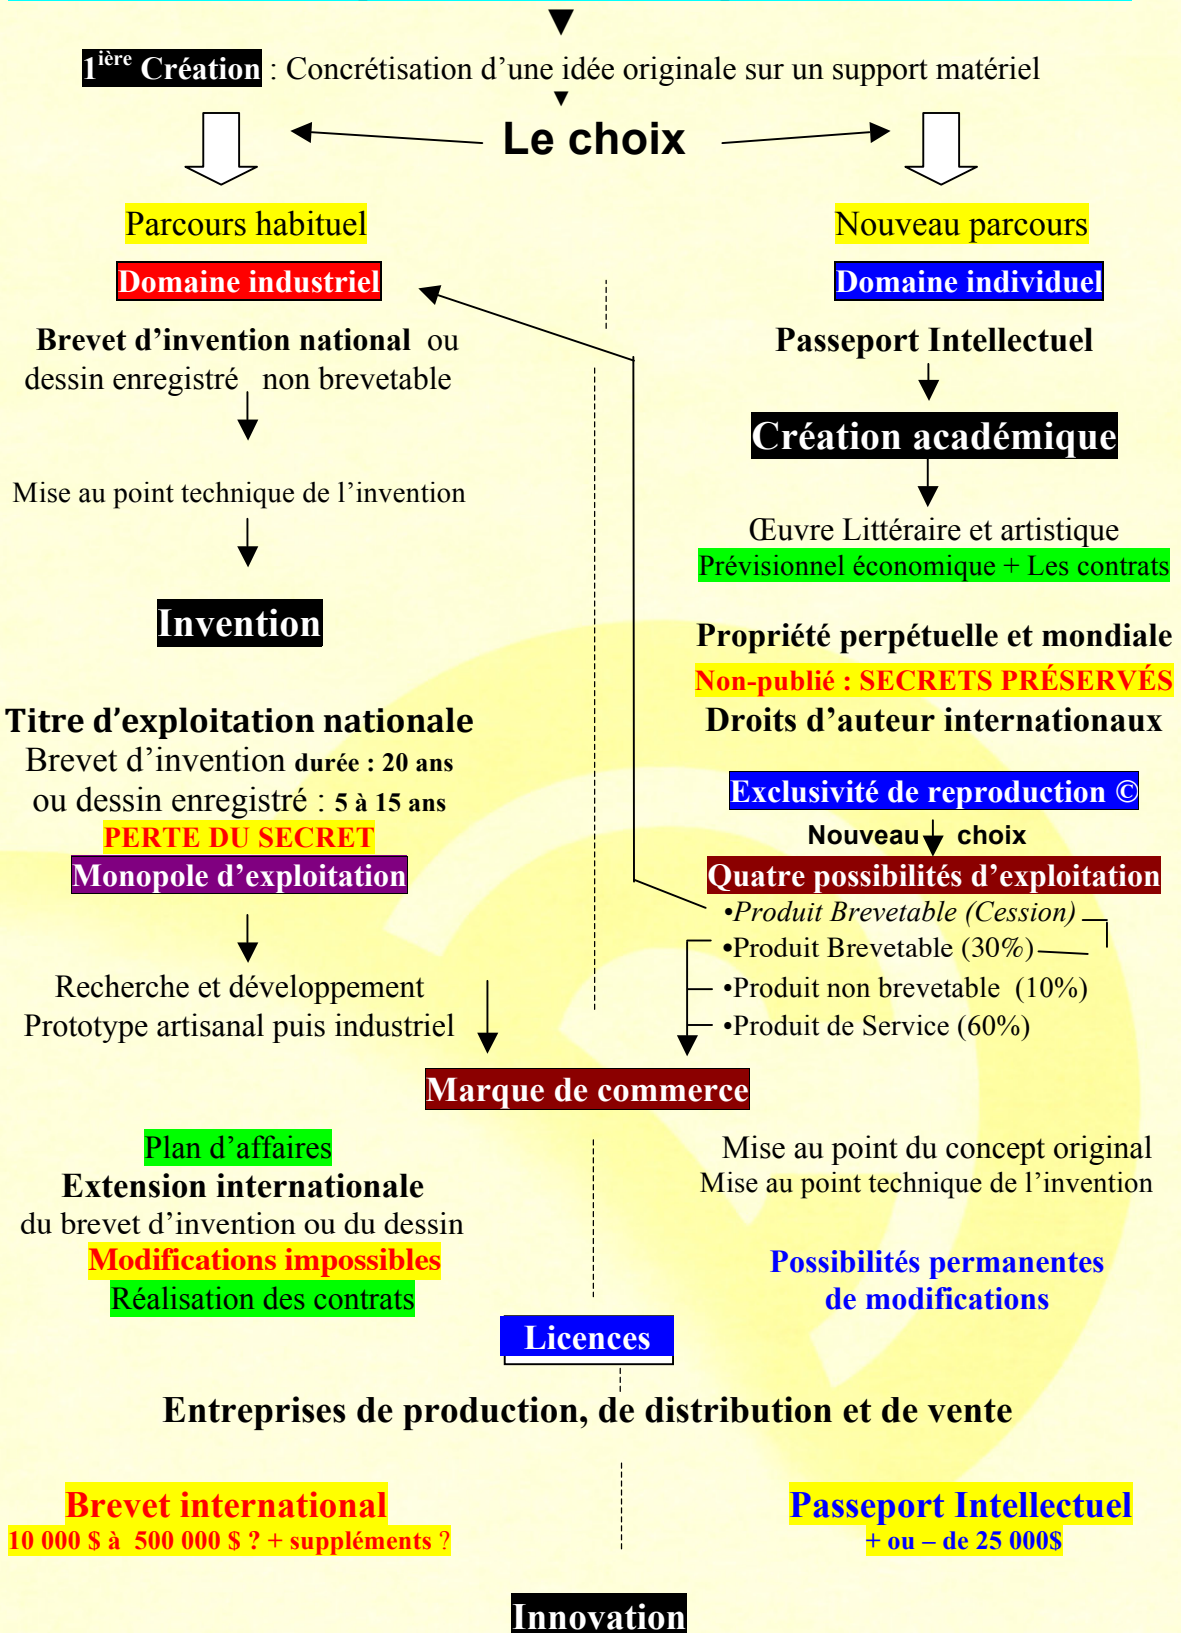 1ière Création : Concrétisation d’une idée originale sur un support matériel
Le choix
Parcours habituel
Domaine industriel
Brevet d’invention national ou
dessin enregistré non brevetable
Mise au point technique de l’invention
Invention
Titre d’exploitation nationale
Brevet d’invention durée : 20 ans
ou dessin enregistré : 5 à 15 ans
PERTE DU SECRET
Monopole d’exploitation
Recherche et développement
Prototype artisanal puis industriel
Nouveau parcours
Domaine individuel
Passeport Intellectuel
Création académique
Œuvre Littéraire et artistique
Prévisionnel économique + Les contrats
Propriété perpétuelle et mondiale
Non-publié : SECRETS PRÉSERVÉS
Droits d’auteur internationaux
Exclusivité de reproduction ©
Nouveau choix
Quatre possibilités d’exploitation
•Produit Brevetable (Cession)
•Produit Brevetable (30%)
•Produit non brevetable (10%)
•Produit de Service (60%)
Marque de commerce
Plan d’affaires
Extension internationale
du brevet d’invention ou du dessin
Modifications impossibles
Réalisation des contrats
Mise au point du concept original
Mise au point technique de l’invention
Possibilités permanentes
de modifications
Licences
Entreprises de production, de distribution et de vente
Brevet international
10 000 $ à 500 000 $ ? + suppléments ?
Passeport Intellectuel
+ ou – de 25 000$
Innovation